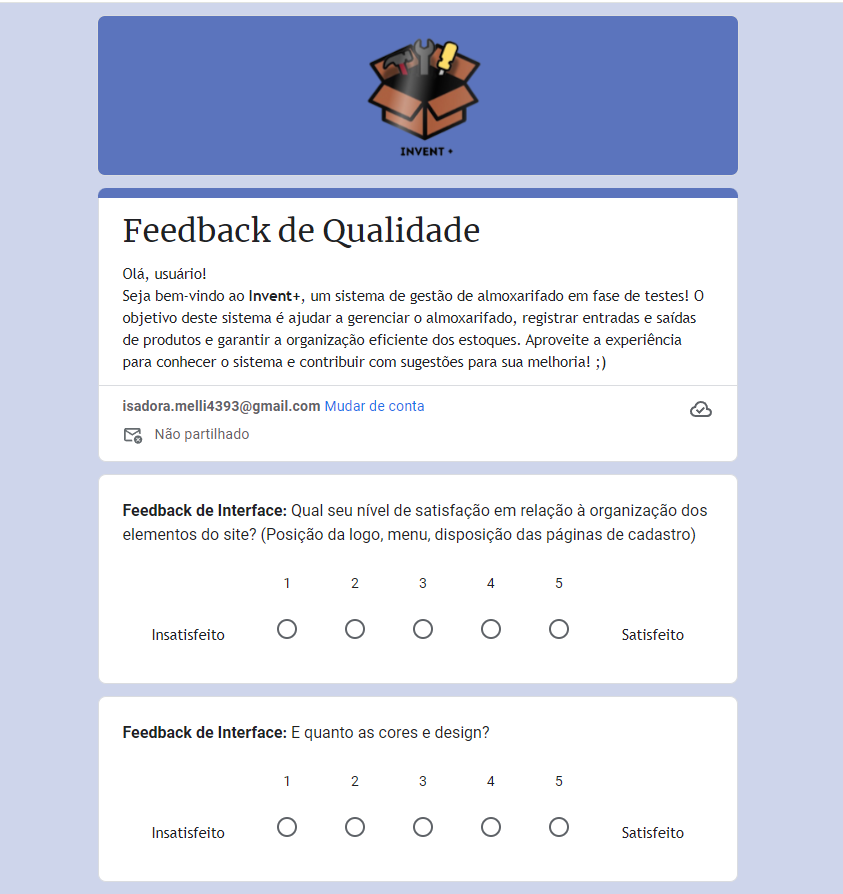 INVENT +
Feedback de Qualidade
Olá, usuário!
Seja bem-vindo ao Invent+, um sistema de gestão de almoxarifado em fase de testes! O
objetivo deste sistema é ajudar a gerenciar o almoxarifado, registrar entradas e saídas
de produtos e garantir a organização eficiente dos estoques. Aproveite a experiência
para conhecer o sistema e contribuir com sugestões para sua melhoria! ;)
isadora.melli4393@gmail.com Mudar de conta
Não partilhado
Feedback de Interface: Qual seu nível de satisfação em relação à organização dos
elementos do site? (Posição da logo, menu, disposição das páginas de cadastro)
1 2 3 4 5
Insatisfeito Satisfeito
Feedback de Interface: E quanto as cores e design?
1 2 3 4 5
Insatisfeito Satisfeito